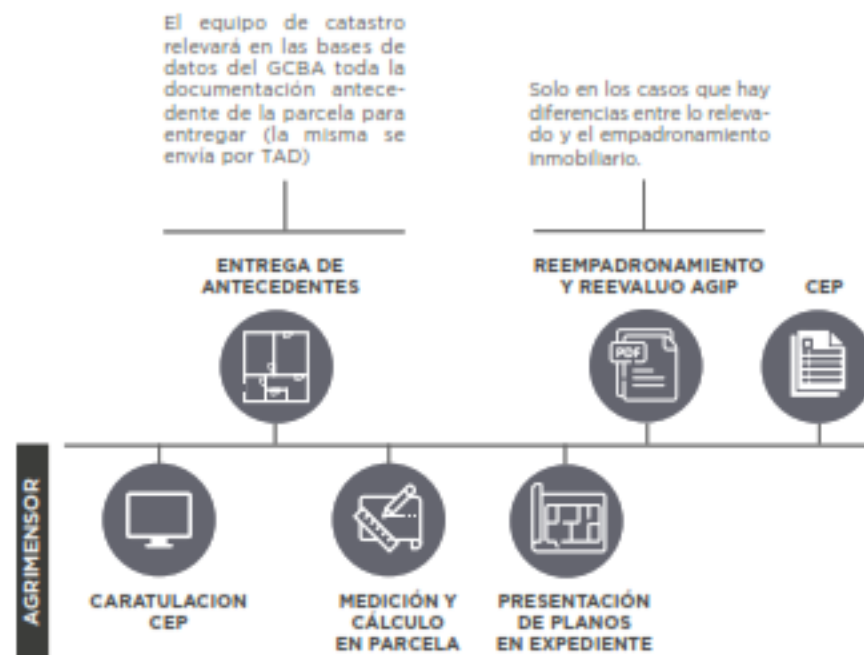 El equipo de catastro
relevará en las bases de
datos del GCBA toda la
documentación antece-
dente de la parcela para
entregar (la misma se
envía por TAD)
Solo en los casos que hay
diferencias entre lo releva-
do y el empadronamiento
inmobiliario.
ENTREGA DE
ANTECEDENTES
REEMPADRONAMIENTO
Y REEVALUO AGIP
CEP
PDF
AGRIMENSOR
CARATULACION
CEP
MEDICIÓN Y
CÁLCULO
EN PARCELA
PRESENTACIÓN
DE PLANOS
EN EXPEDIENTE